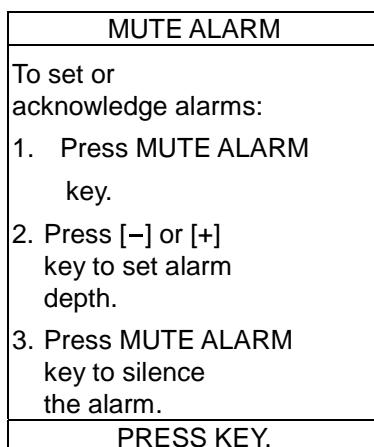 MUTE ALARM
To set or
acknowledge alarms:
1. Press MUTE ALARM
key.
2. Press [–] or [+]
key to set alarm
depth.
3. Press MUTE ALARM
key to silence
the alarm.
PRESS KEY.